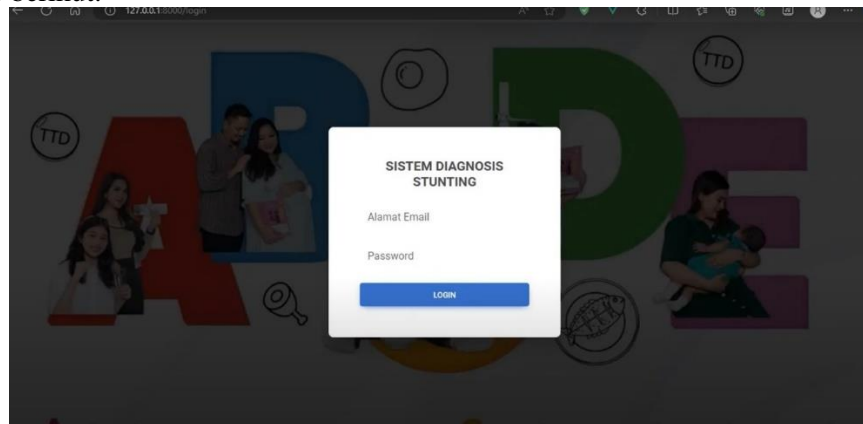 127.0.0.1:8000/login
TTD
TTD
A B D E
SISTEM DIAGNOSIS
STUNTING
Alamat Email
Password
LOGIN